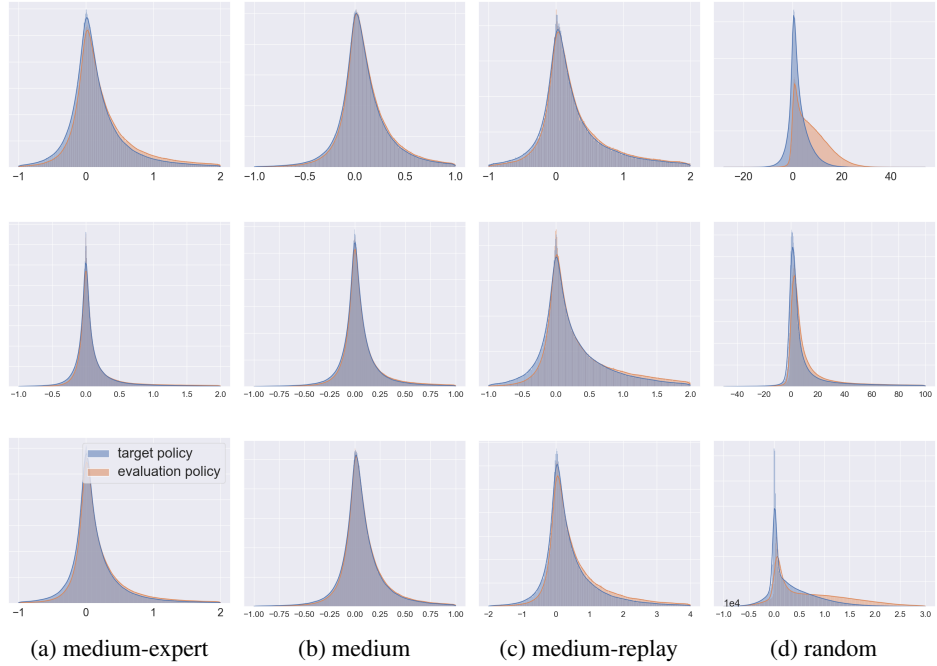 −1 0 1 2
−1.0 −0.5 0.0 0.5 1.0
−1 0 1 2
−20 0 20 40
−1.0 −0.5 0.0 0.5 1.0 1.5 2.0
−1.00 −0.75 −0.50 −0.25 0.00 0.25 0.50 0.75 1.00
−1.0 −0.5 0.0 0.5 1.0 1.5 2.0
−40 −20 0 20 40 60 80 100
target policy
evaluation policy
−1 0 1 2
−1.00 −0.75 −0.50 −0.25 0.00 0.25 0.50 0.75 1.00
−2 −1 0 1 2 3 4
1e4
−1.0 −0.5 0.0 0.5 1.0 1.5 2.0 2.5 3.0
(a) medium-expert
(b) medium
(c) medium-replay
(d) random